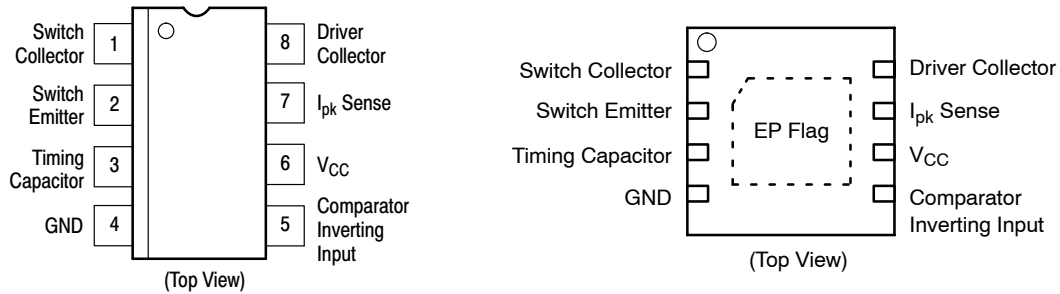 Switch
Collector
1
Switch
Emitter
2
Timing
Capacitor
3
GND
4
8
Driver
Collector
7
Ipk Sense
6
VCC
5
Comparator
Inverting
Input
(Top View)
Switch Collector
Switch Emitter
Timing Capacitor
GND
EP Flag
Driver Collector
Ipk Sense
VCC
Comparator
Inverting Input
(Top View)